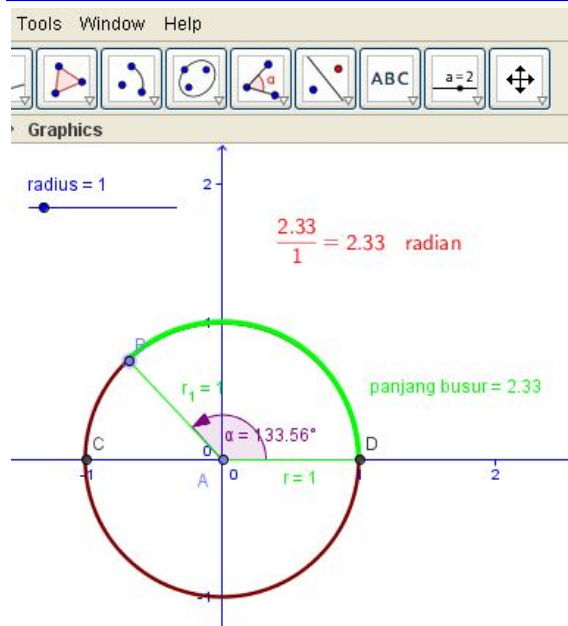 Tools Window Help
ABC
a=2
Graphics
radius = 1
2
2.33
1
= 2.33 radian
1
B
r₁ = 1
panjang busur = 2.33
α = 133.56°
C
D
0
-1
A
0
r = 1
1
2
-1